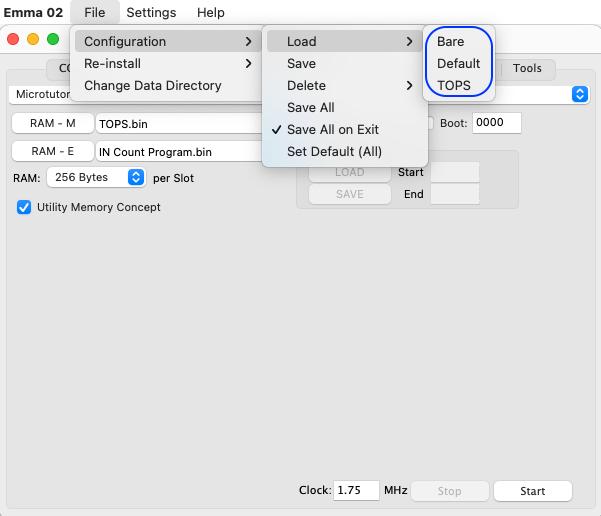 Emma 02 File Settings Help
Configuration Load Bare
Re-install Save Default
Change Data Directory Delete TOPS
Save All
Save All on Exit
Set Default (All)
Tools
Microtutor
RAM - M TOPS.bin Boot: 0000
RAM - E IN Count Program.bin
RAM: 256 Bytes per Slot
LOAD Start
SAVE End
Utility Memory Concept
Clock: 1.75 MHz Stop Start